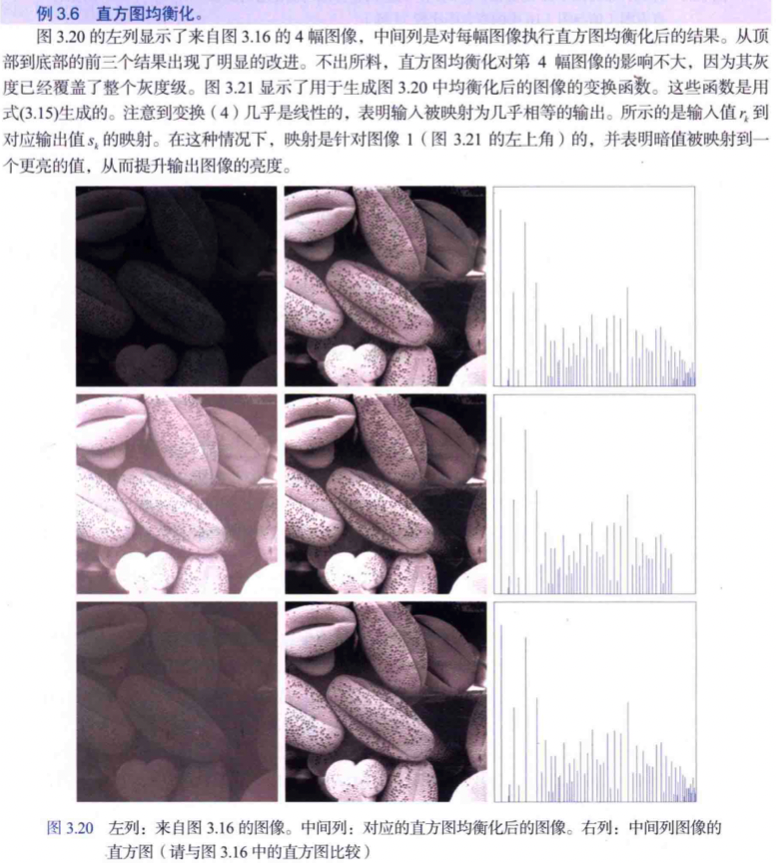 例 3.6 直方图均衡化。
图 3.20 的左列显示了来自图 3.16 的 4 幅图像，中间列是对每幅图像执行直方图均衡化后的结果。从顶
部到底部的前三个结果出现了明显的改进。不出所料，直方图均衡化对第 4 幅图像的影响不大，因为其灰
度已经覆盖了整个灰度级。图 3.21 显示了用于生成图 3.20 中均衡化后的图像的变换函数。这些函数是用
式(3.15)生成的。注意到变换（4）几乎是线性的，表明输入被映射为几乎相等的输出。所示的是输入值 rₖ 到
对应输出值 sₖ 的映射。在这种情况下，映射是针对图像 1（图 3.21 的左上角）的，并表明暗值被映射到一
个更亮的值，从而提升输出图像的亮度。
图 3.20 左列：来自图 3.16 的图像。中间列：对应的直方图均衡化后的图像。右列：中间列图像的
直方图（请与图 3.16 中的直方图比较）